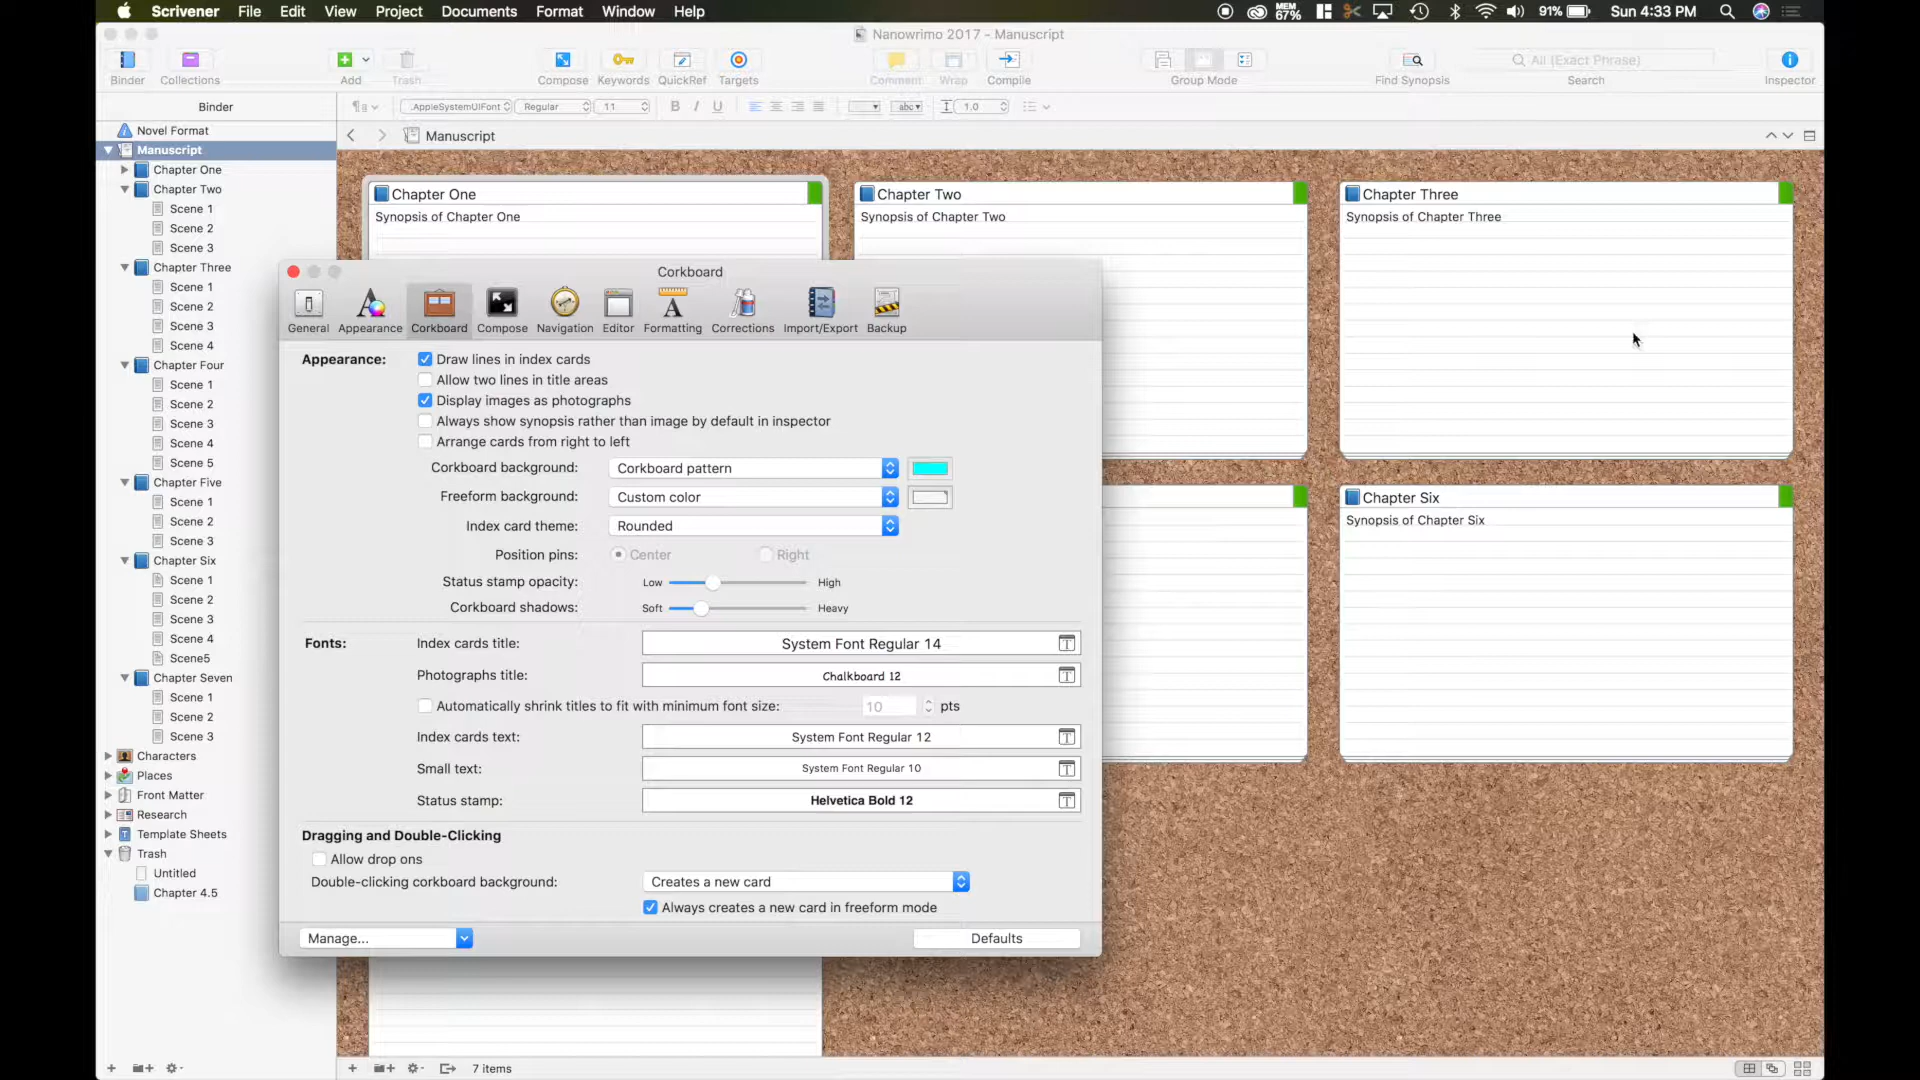 Scrivener File Edit View Project Documents Format Window Help MEM 67% 91% Sun 4:33 PM
Nanowrimo 2017 - Manuscript
All (Exact Phrase)
Binder Collections Add Trash Compose Keywords QuickRef Targets Comment Wrap Compile Group Mode Find Synopsis Search Inspector
Binder
.AppleSystemUIFont Regular 11 B I U abc 1.0
Manuscript
Novel Format
Manuscript
Chapter One
Chapter Two
Scene 1
Scene 2
Scene 3
Chapter Three
Scene 1
Scene 2
Scene 3
Scene 4
Chapter Four
Scene 1
Scene 2
Scene 3
Scene 4
Scene 5
Chapter Five
Scene 1
Scene 2
Scene 3
Chapter Six
Scene 1
Scene 2
Scene 3
Scene 4
Scene5
Chapter Seven
Scene 1
Scene 2
Scene 3
Characters
Places
Front Matter
Research
Template Sheets
Trash
Untitled
Chapter 4.5
Chapter One
Synopsis of Chapter One
Chapter Two
Synopsis of Chapter Two
Chapter Three
Synopsis of Chapter Three
Chapter Six
Synopsis of Chapter Six
Corkboard
General Appearance Corkboard Compose Navigation Editor Formatting Corrections Import/Export Backup
Appearance: Draw lines in index cards
Allow two lines in title areas
Display images as photographs
Always show synopsis rather than image by default in inspector
Arrange cards from right to left
Corkboard background: Corkboard pattern
Freeform background: Custom color
Index card theme: Rounded
Position pins: Center Right
Status stamp opacity: Low High
Corkboard shadows: Soft Heavy
Fonts: Index cards title: System Font Regular 14
Photographs title: Chalkboard 12
Automatically shrink titles to fit with minimum font size: 10 pts
Index cards text: System Font Regular 12
Small text: System Font Regular 10
Status stamp: Helvetica Bold 12
Dragging and Double-Clicking
Allow drop ons
Double-clicking corkboard background: Creates a new card
Always creates a new card in freeform mode
Manage... Defaults
7 items